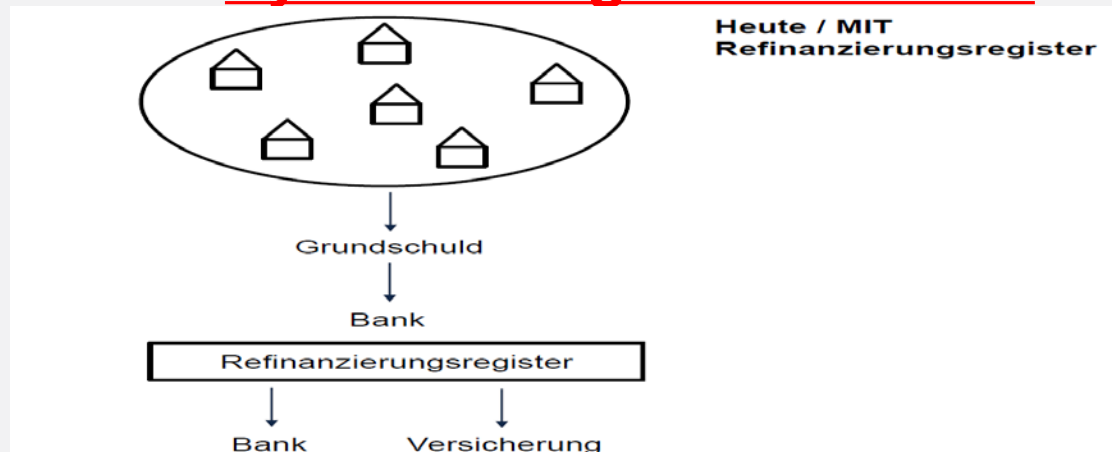 Heute / MIT
Refinanzierungsregister
Grundschuld
Bank
Refinanzierungsregister
Bank Versicherung